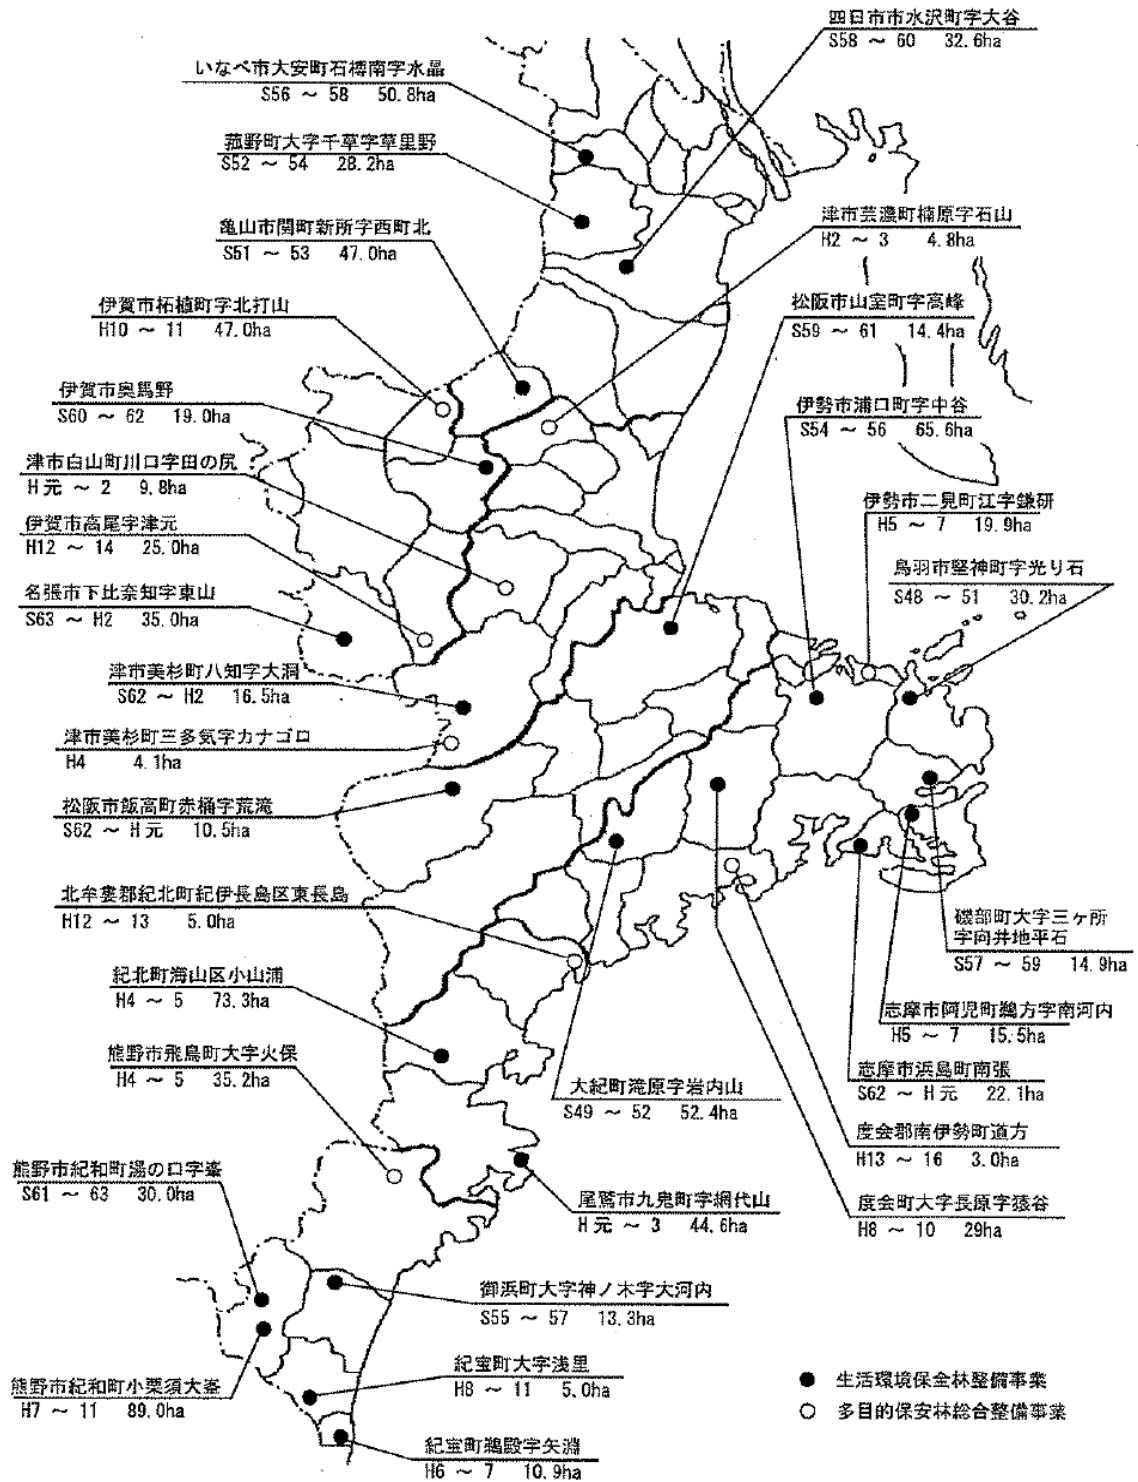 四日市市水沢町字大谷
S58 ～ 60 32.6ha
いなべ市大安町石榑南字水晶
S56 ～ 58 50.8ha
菰野町大字千草字草里野
S52 ～ 54 28.2ha
津市芸濃町楠原字石山
H2 ～ 3 4.8ha
亀山市関町新所字西町北
S51 ～ 53 47.0ha
松阪市山室町字高峰
S59 ～ 61 14.4ha
伊賀市柘植町字北打山
H10 ～ 11 47.0ha
伊賀市奥馬野
S60 ～ 62 19.0ha
伊勢市浦口町字中谷
S54 ～ 56 65.6ha
津市白山町川口字田の尻
H元 ～ 2 9.8ha
伊勢市二見町江字鎌研
H5 ～ 7 19.9ha
伊賀市高尾字津元
H12 ～ 14 25.0ha
鳥羽市堅神町字光り石
S48 ～ 51 30.2ha
名張市下比奈知字東山
S63 ～ H2 35.0ha
津市美杉町八知字大洞
S62 ～ H2 16.5ha
津市美杉町三多気字カナゴロ
H4 4.1ha
松阪市飯高町赤桶字荒滝
S62 ～ H元 10.5ha
北牟婁郡紀北町紀伊長島区東長島
H12 ～ 13 5.0ha
磯部町大字三ヶ所
字向井地平石
S57 ～ 59 14.9ha
紀北町海山区小山浦
H4 ～ 5 73.3ha
志摩市阿児町鵜方字南河内
H5 ～ 7 15.5ha
熊野市飛鳥町大字火保
H4 ～ 5 35.2ha
志摩市浜島町南張
S62 ～ H元 22.1ha
大紀町滝原字岩内山
S49 ～ 52 52.4ha
度会郡南伊勢町道方
H13 ～ 16 3.0ha
熊野市紀和町湯の口字峯
S61 ～ 63 30.0ha
尾鷲市九鬼町字網代山
H元 ～ 3 44.6ha
度会町大字長原字猿谷
H8 ～ 10 29ha
御浜町大字神ノ木字大河内
S55 ～ 57 13.3ha
紀宝町大字浅里
H8 ～ 11 5.0ha
熊野市紀和町小栗須大峯
H7 ～ 11 89.0ha
紀宝町鵜殿字矢淵
H6 ～ 7 10.9ha
● 生活環境保全林整備事業
○ 多目的保安林総合整備事業